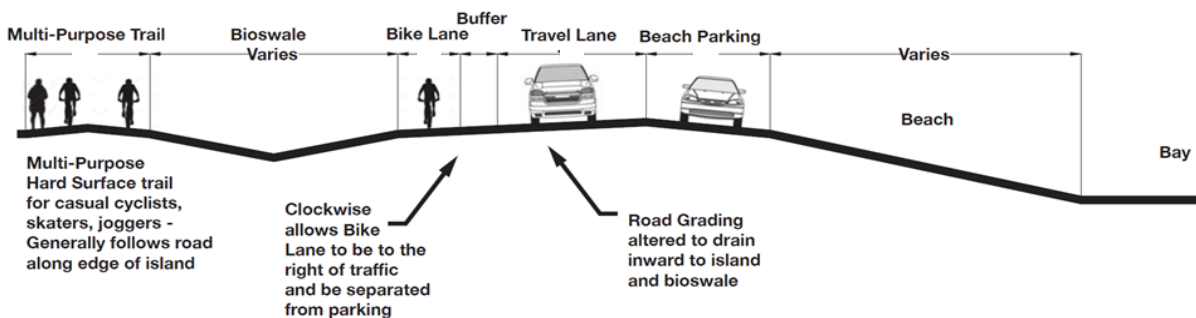 Multi-Purpose Trail
Bioswale
Varies
Bike Lane
Buffer
Travel Lane
Beach Parking
Varies
Beach
Bay
Multi-Purpose
Hard Surface trail
for casual cyclists,
skaters, joggers -
Generally follows road
along edge of island
Clockwise
allows Bike
Lane to be to the
right of traffic
and be separated
from parking
Road Grading
altered to drain
inward to island
and bioswale